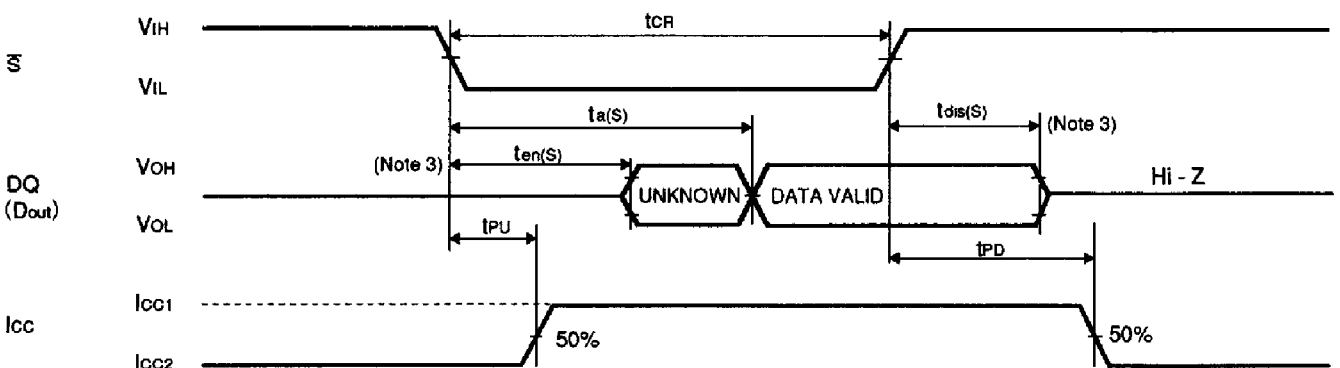 VIH
tCR
S̅
VIL
ta(S)
tdis(S)
(Note 3)
VOH
(Note 3)
ten(S)
DQ
(Dout)
UNKNOWN
DATA VALID
Hi - Z
VOL
tPU
tPD
ICC1
ICC
50%
50%
ICC2